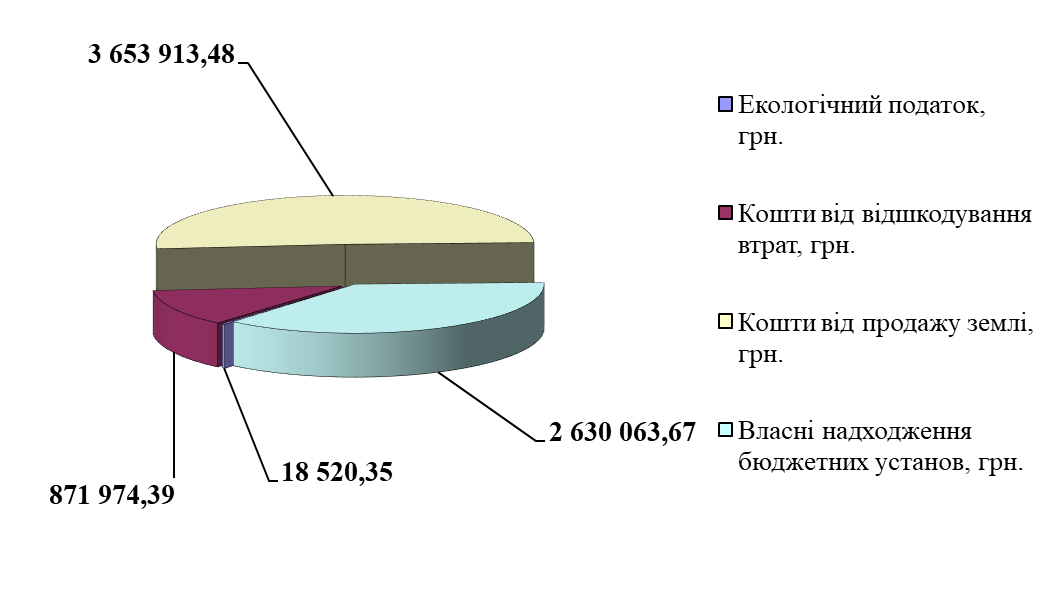 3 653 913,48
871 974,39
18 520,35
2 630 063,67
Екологічний податок,
грн.
Кошти від відшкодування
втрат, грн.
Кошти від продажу землі,
грн.
Власні надходження
бюджетних установ, грн.